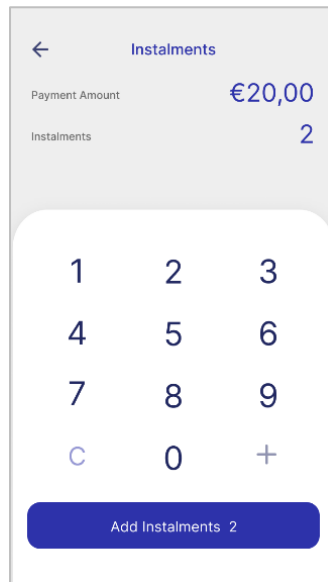 Instalments
Payment Amount €20,00
Instalments 2
1 2 3
4 5 6
7 8 9
C 0 +
Add Instalments 2